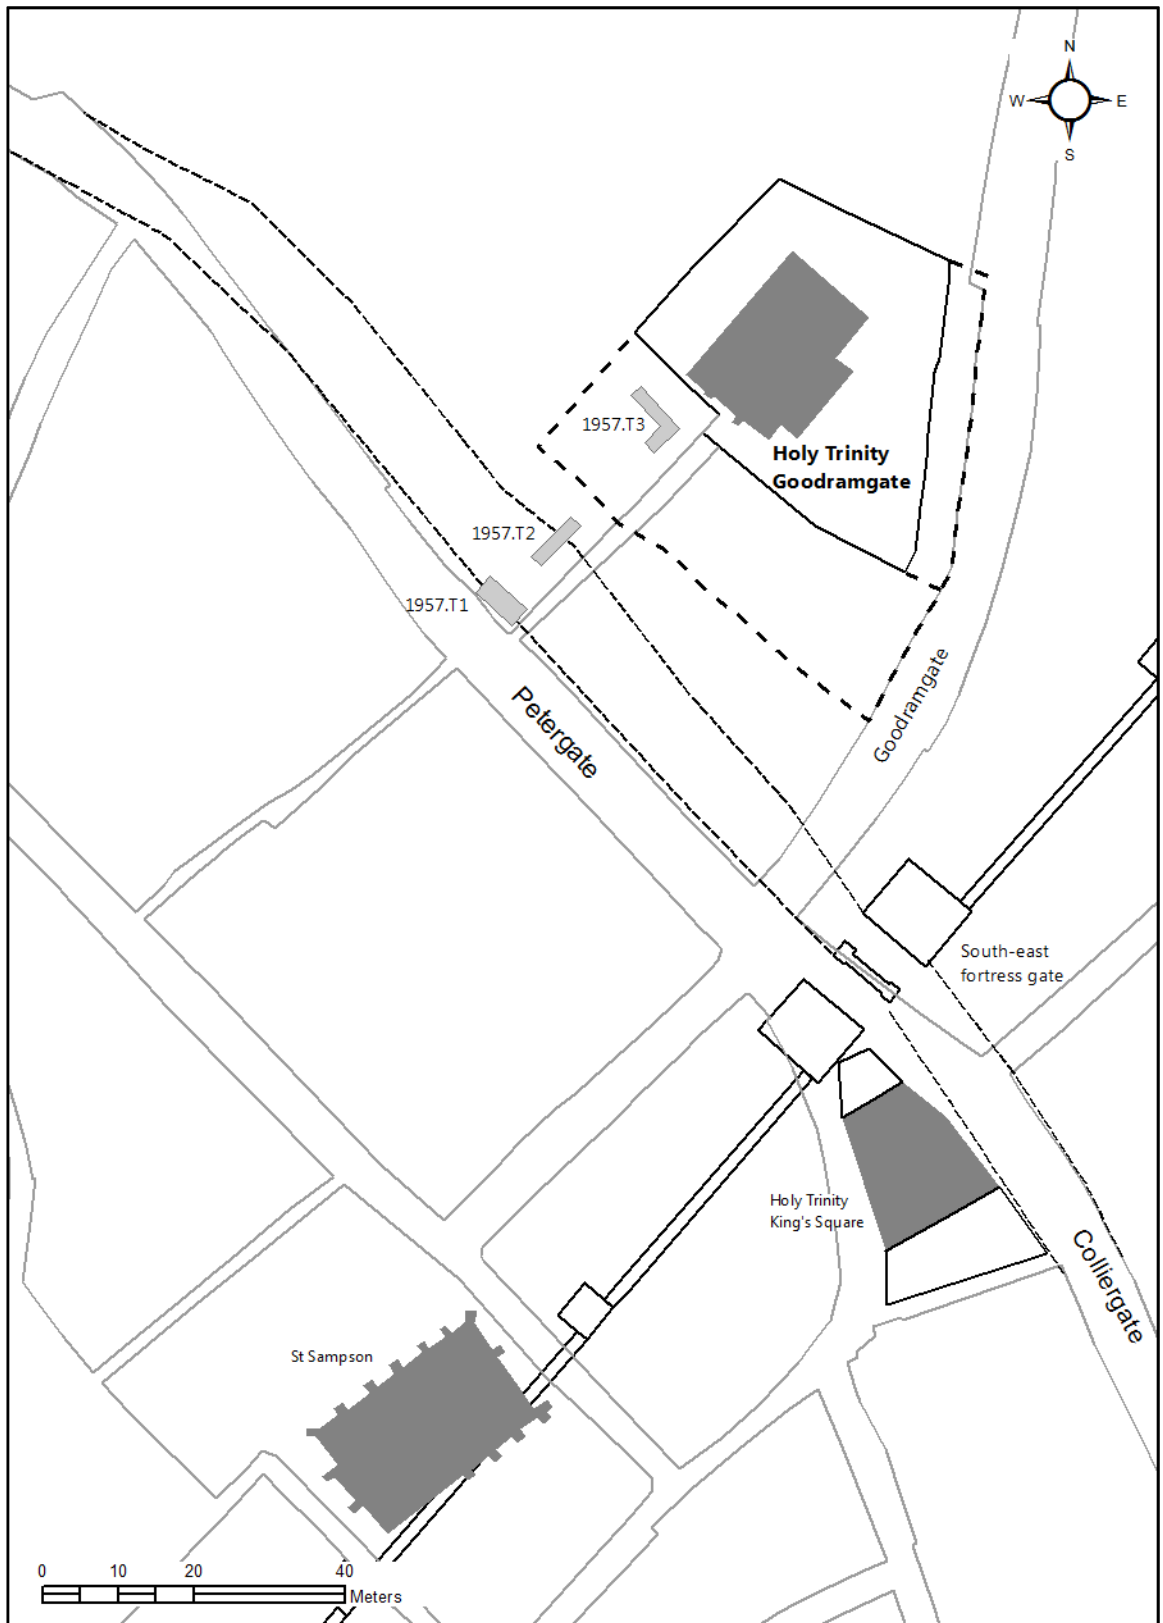 N
W E
S
1957.T3
Holy Trinity
Goodramgate
1957.T2
1957.T1
Petergate
Goodramgate
South-east
fortress gate
Holy Trinity
King's Square
Colliergate
St Sampson
0 10 20 40
Meters